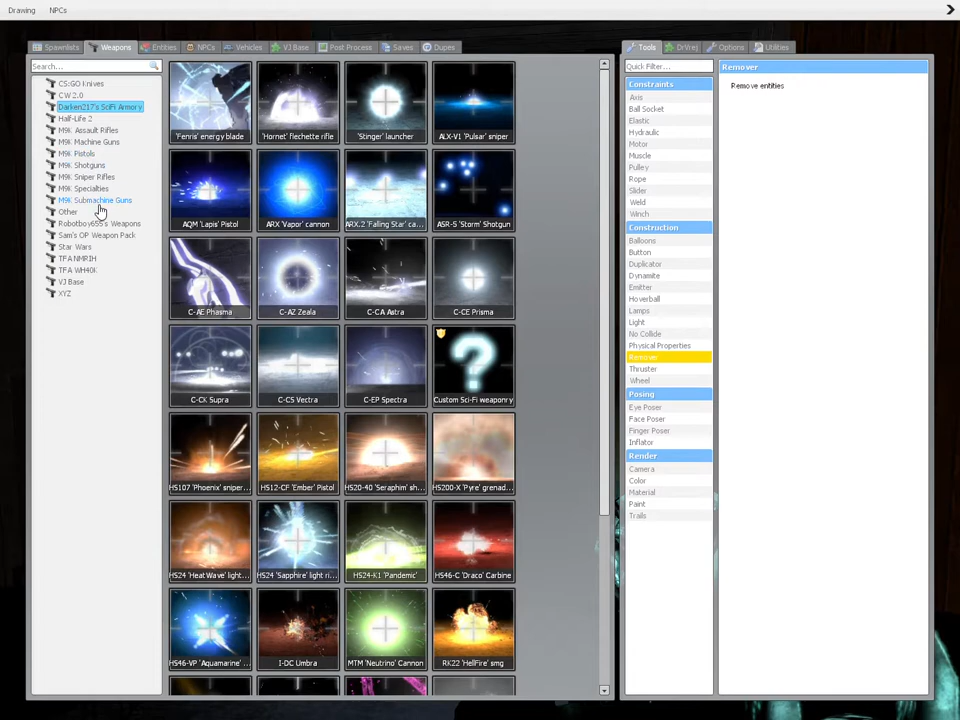 Drawing NPCs
Spawnlists Weapons Entities NPCs Vehicles VJ Base Post Process Saves Dupes
Search...
CS:GO Knives
CW 2.0
Darken217's SciFi Armory
Half-Life 2
M9K Assault Rifles
M9K Machine Guns
M9K Pistols
M9K Shotguns
M9K Sniper Rifles
M9K Specialties
M9K Submachine Guns
Other
Robotboy655's Weapons
Sam's OP Weapon Pack
Star Wars
TFA NMRIH
TFA WH40K
VJ Base
XYZ
'Fenris' energy blade 'Hornet' flechette rifle 'Stinger' launcher ALX-V1 'Pulsar' sniper
AQM 'Lapis' Pistol ARX 'Vapor' cannon ARX.2 'Falling Star' ca... ASR-S 'Storm' Shotgun
C-AE Phasma C-AZ Zeala C-CA Astra C-CE Prisma
C-CK Supra C-CS Vectra C-EP Spectra Custom Sci-Fi weaponry
HS107 'Phoenix' sniper... HS12-CF 'Ember' Pistol HS20-40 'Seraphim' sh... HS200-X 'Pyre' grenad...
HS24 'HeatWave' light... HS24 'Sapphire' light ri... HS24-K1 'Pandemic' HS46-C 'Draco' Carbine
HS46-VP 'Aquamarine' ... I-DC Umbra MTM 'Neutrino' Cannon RK22 'HellFire' smg
Tools DrVrej Options Utilities
Quick Filter...
Constraints
Axis
Ball Socket
Elastic
Hydraulic
Motor
Muscle
Pulley
Rope
Slider
Weld
Winch
Construction
Balloons
Button
Duplicator
Dynamite
Emitter
Hoverball
Lamps
Light
No Collide
Physical Properties
Remover
Thruster
Wheel
Posing
Eye Poser
Face Poser
Finger Poser
Inflator
Render
Camera
Color
Material
Paint
Trails
Remover
Remove entities